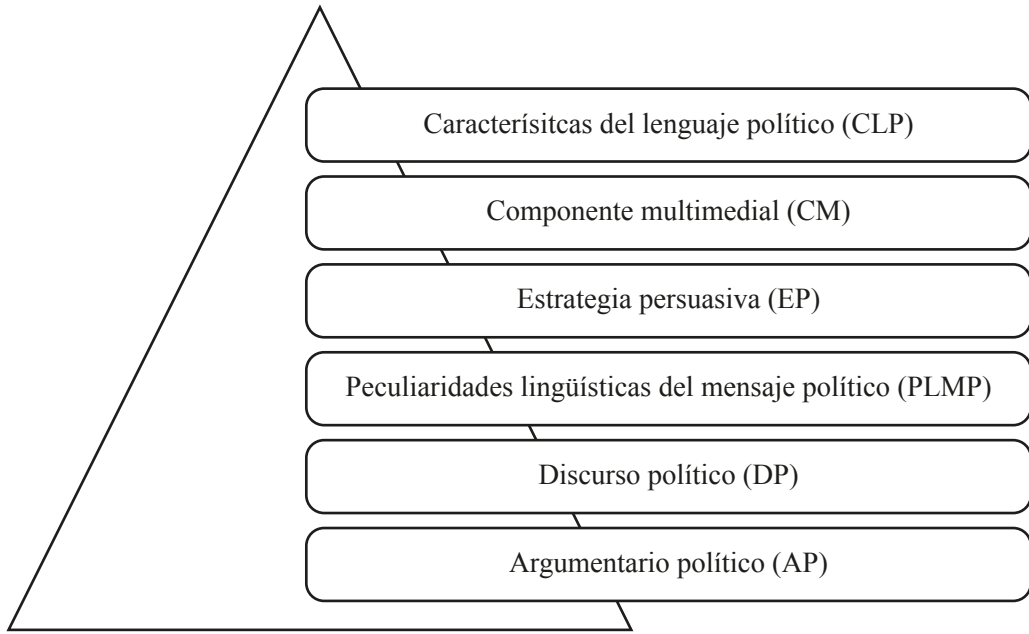 Caracterísitcas del lenguaje político (CLP)
Componente multimedial (CM)
Estrategia persuasiva (EP)
Peculiaridades lingüísticas del mensaje político (PLMP)
Discurso político (DP)
Argumentario político (AP)